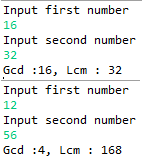 Input first number
16
Input second number
32
Gcd :16, Lcm : 32
Input first number
12
Input second number
56
Gcd :4, Lcm : 168